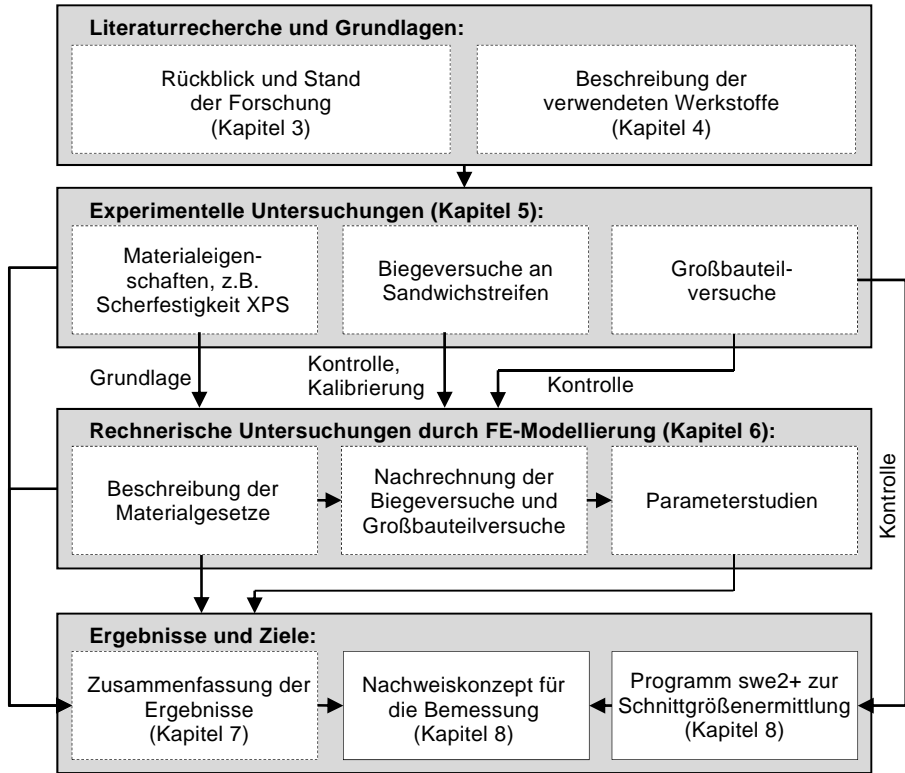 Literaturrecherche und Grundlagen:
Rückblick und Stand
der Forschung
(Kapitel 3)
Beschreibung der
verwendeten Werkstoffe
(Kapitel 4)
Experimentelle Untersuchungen (Kapitel 5):
Materialeigen-
schaften, z.B.
Scherfestigkeit XPS
Biegeversuche an
Sandwichstreifen
Großbauteil-
versuche
Grundlage
Kontrolle,
Kalibrierung
Kontrolle
Rechnerische Untersuchungen durch FE-Modellierung (Kapitel 6):
Beschreibung der
Materialgesetze
Nachrechnung der
Biegeversuche und
Großbauteilversuche
Parameterstudien
Kontrolle
Ergebnisse und Ziele:
Zusammenfassung der
Ergebnisse
(Kapitel 7)
Nachweiskonzept für
die Bemessung
(Kapitel 8)
Programm swe2+ zur
Schnittgrößenermittlung
(Kapitel 8)